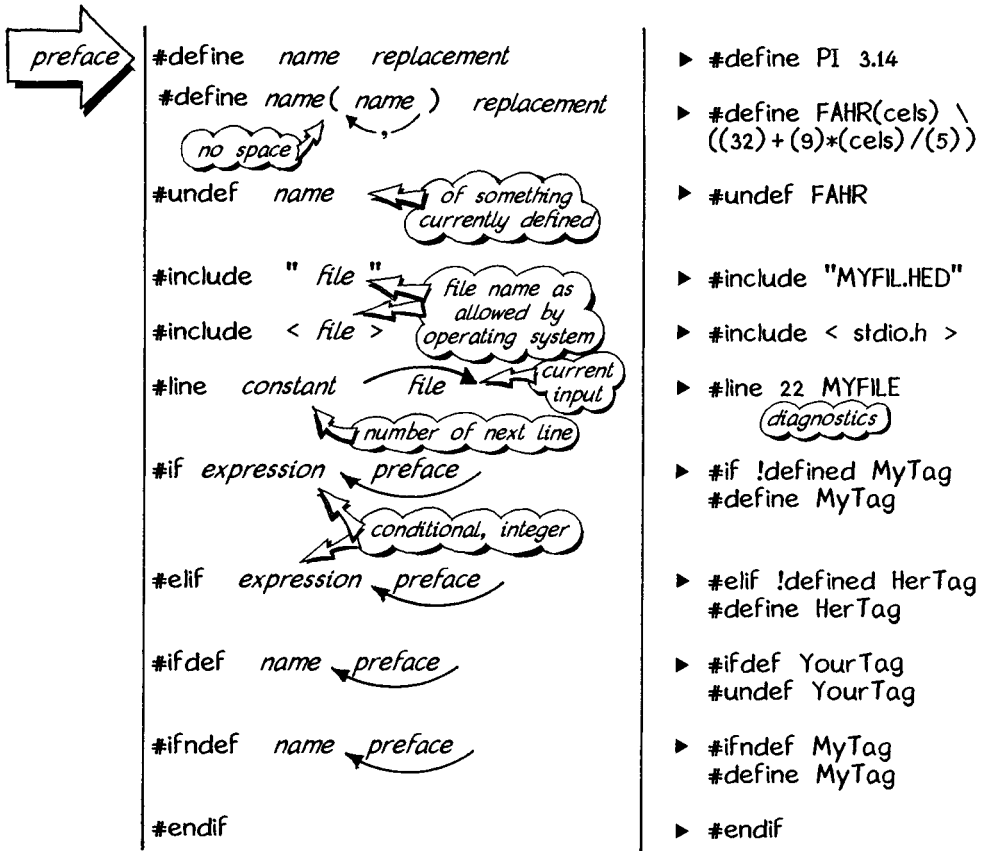 preface
#define name replacement
▶ #define PI 3.14
#define name ( name ) replacement
,
no space
▶ #define FAHR(cels) \
((32)+(9)*(cels)/(5))
#undef name
of something
currently defined
▶ #undef FAHR
#include " file "
▶ #include "MYFIL.HED"
file name as
allowed by
operating system
#include < file >
▶ #include < stdio.h >
#line constant file
current
input
▶ #line 22 MYFILE
diagnostics
number of next line
#if expression preface
▶ #if !defined MyTag
#define MyTag
conditional, integer
#elif expression preface
▶ #elif !defined HerTag
#define HerTag
#ifdef name preface
▶ #ifdef YourTag
#undef YourTag
#ifndef name preface
▶ #ifndef MyTag
#define MyTag
#endif
▶ #endif